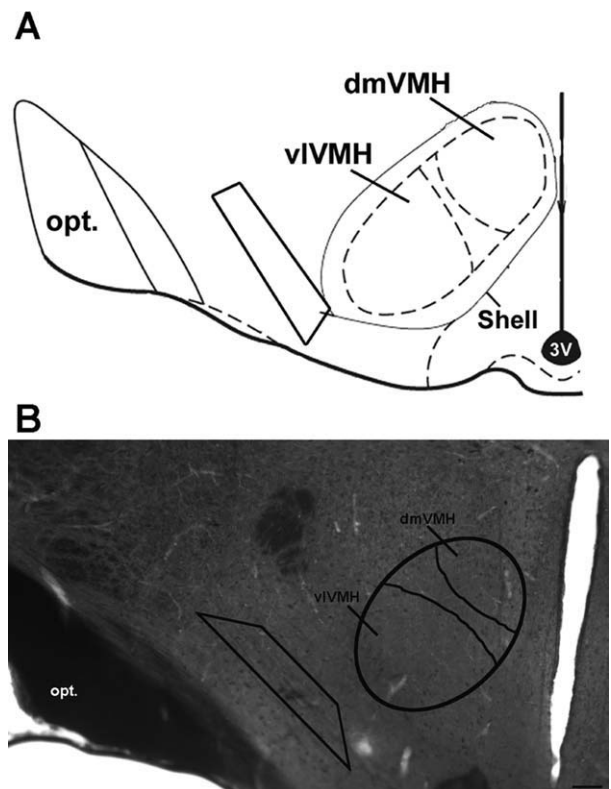 A
dmVMH
vlVMH
opt.
Shell
3V
B
dmVMH
vlVMH
opt.